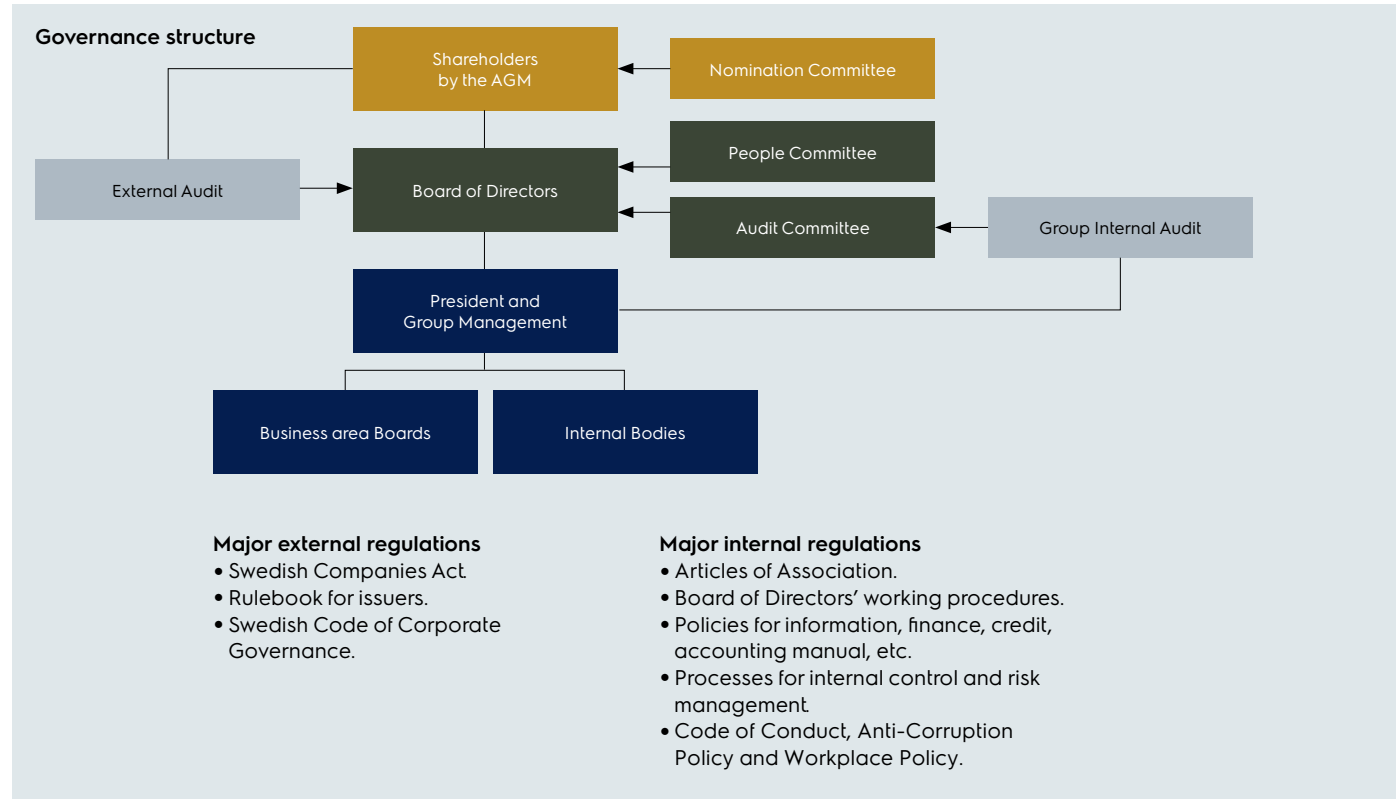 Governance structure
Shareholders
by the AGM
Nomination Committee
People Committee
External Audit
Board of Directors
Audit Committee
Group Internal Audit
President and
Group Management
Business area Boards
Internal Bodies
Major external regulations
• Swedish Companies Act.
• Rulebook for issuers.
• Swedish Code of Corporate
Governance.
Major internal regulations
• Articles of Association.
• Board of Directors’ working procedures.
• Policies for information, finance, credit,
accounting manual, etc.
• Processes for internal control and risk
management.
• Code of Conduct, Anti-Corruption
Policy and Workplace Policy.